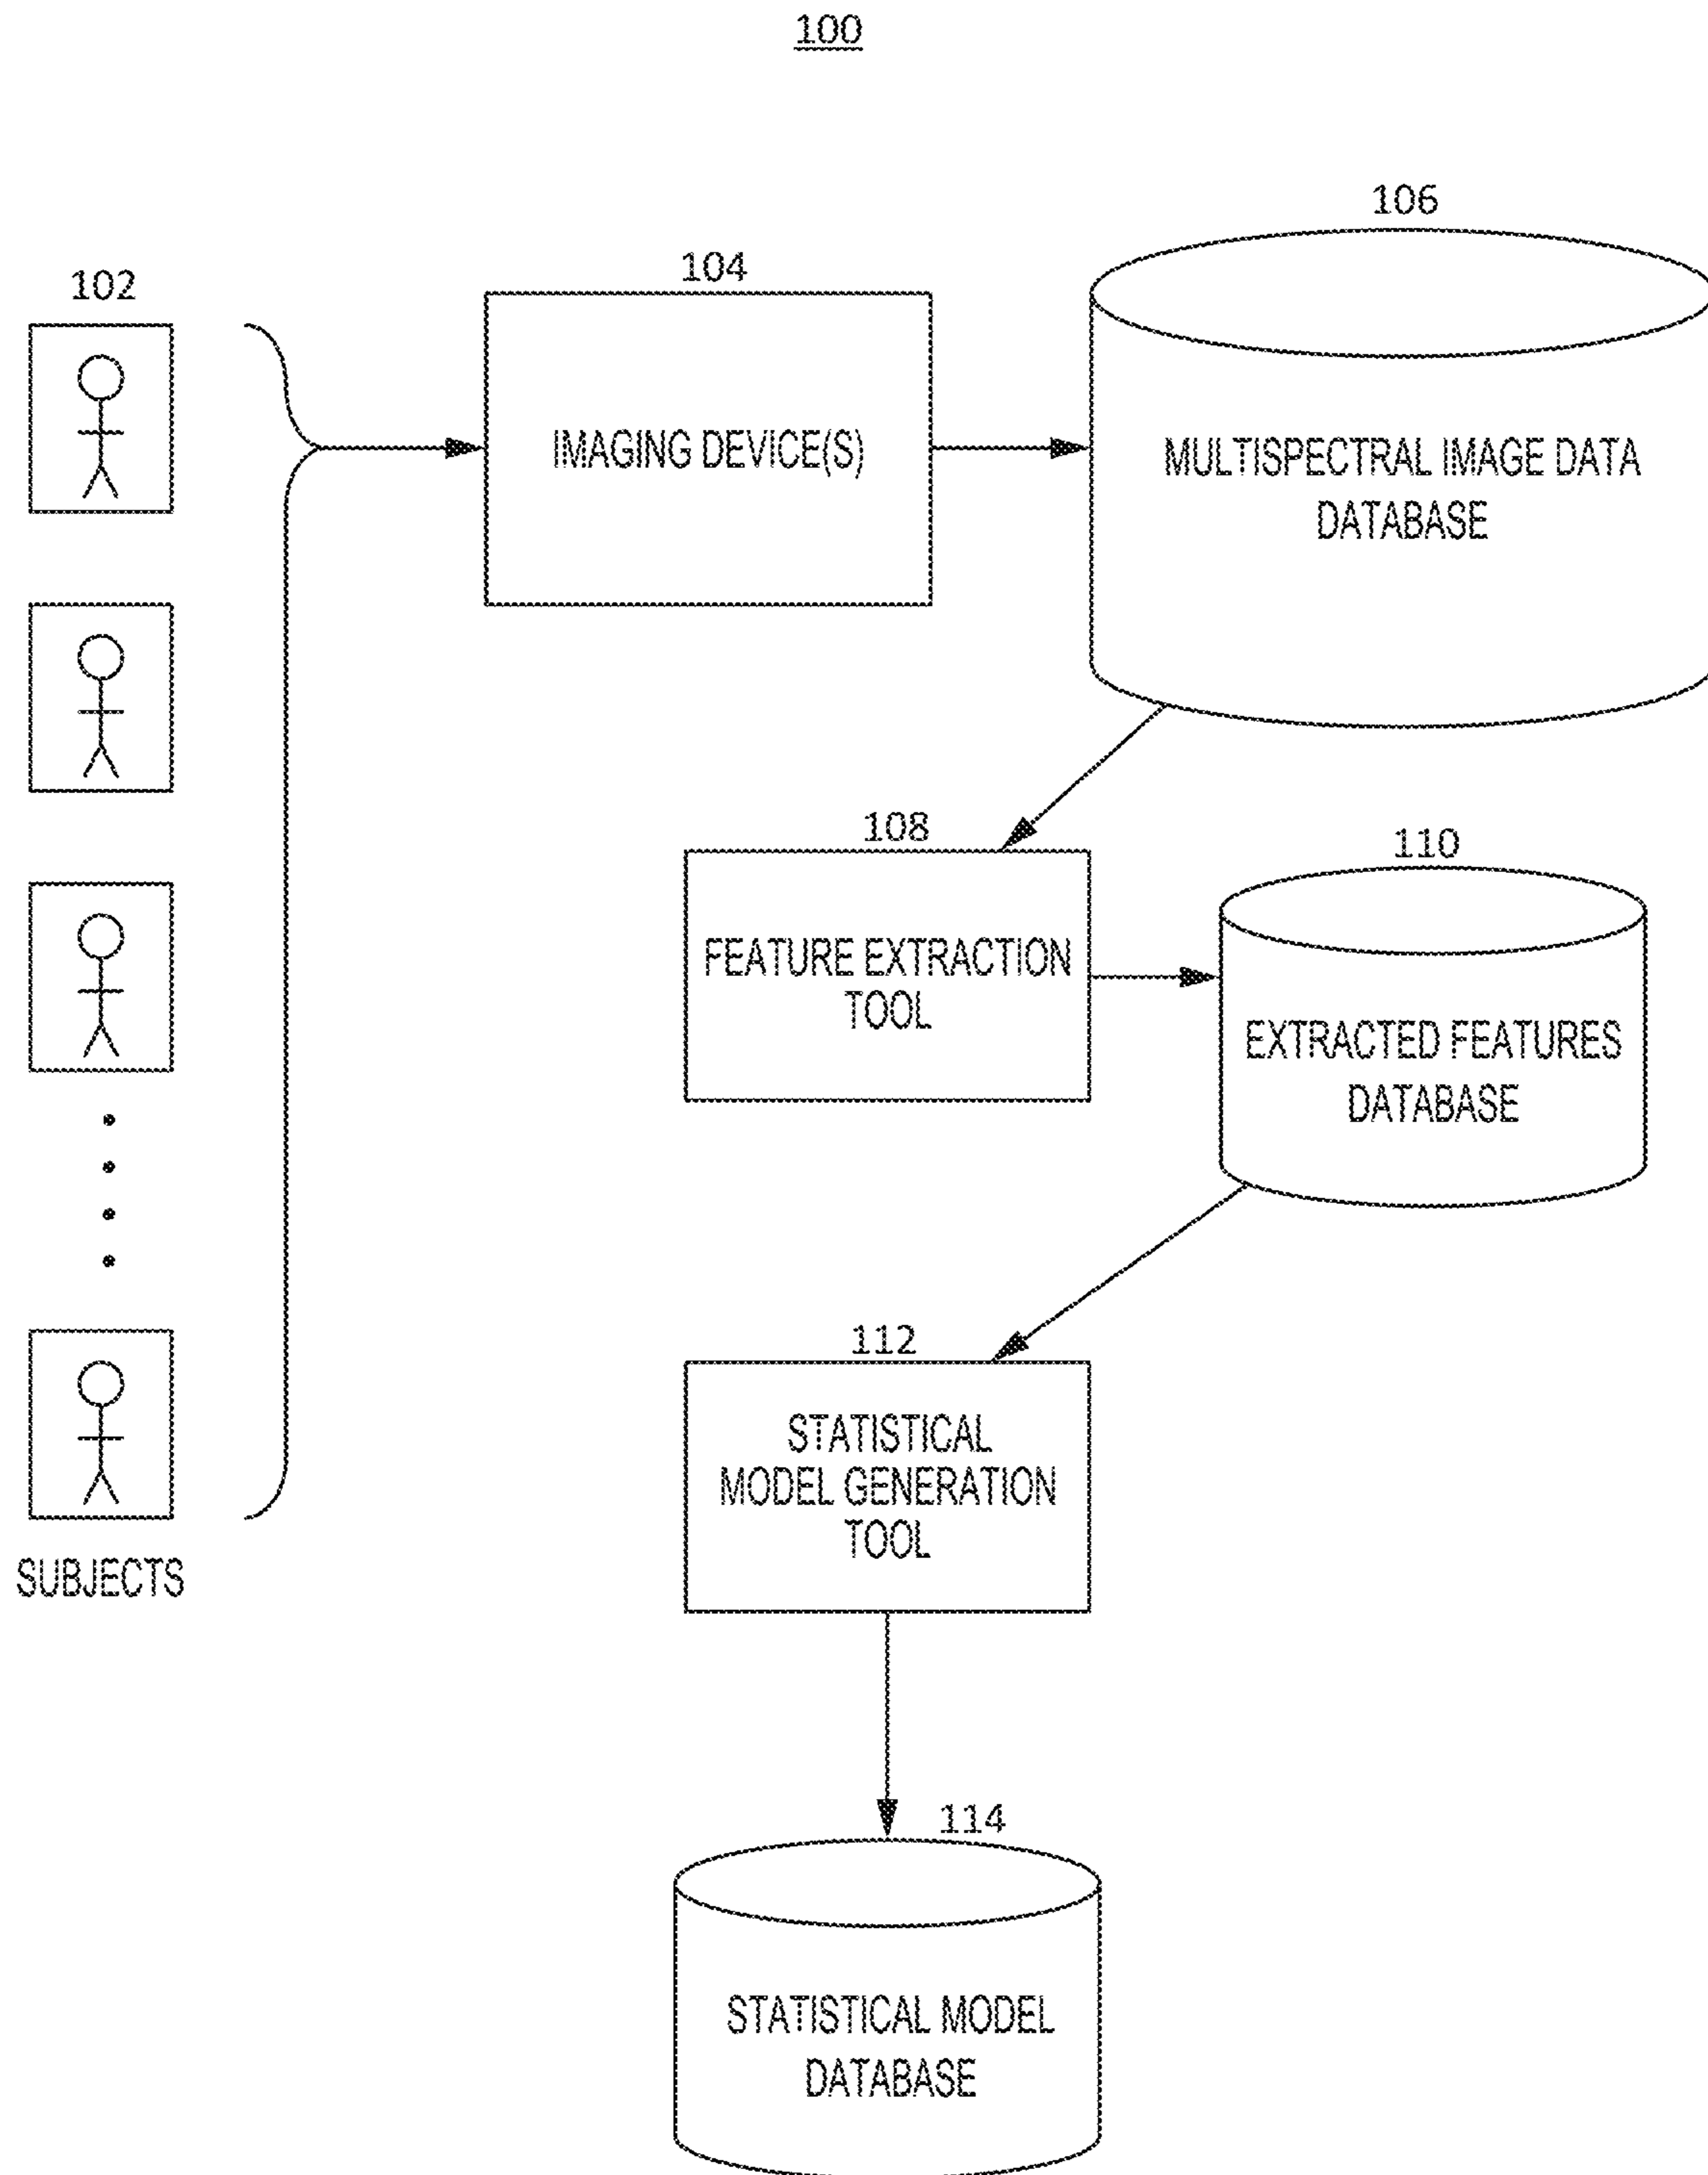 100
106
104
102
IMAGING DEVICE(S)
MULTISPECTRAL IMAGE DATA
DATABASE
108
110
FEATURE EXTRACTION
TOOL
EXTRACTED FEATURES
DATABASE
112
STATISTICAL
MODEL GENERATION
TOOL
SUBJECTS
114
STATISTICAL MODEL
DATABASE